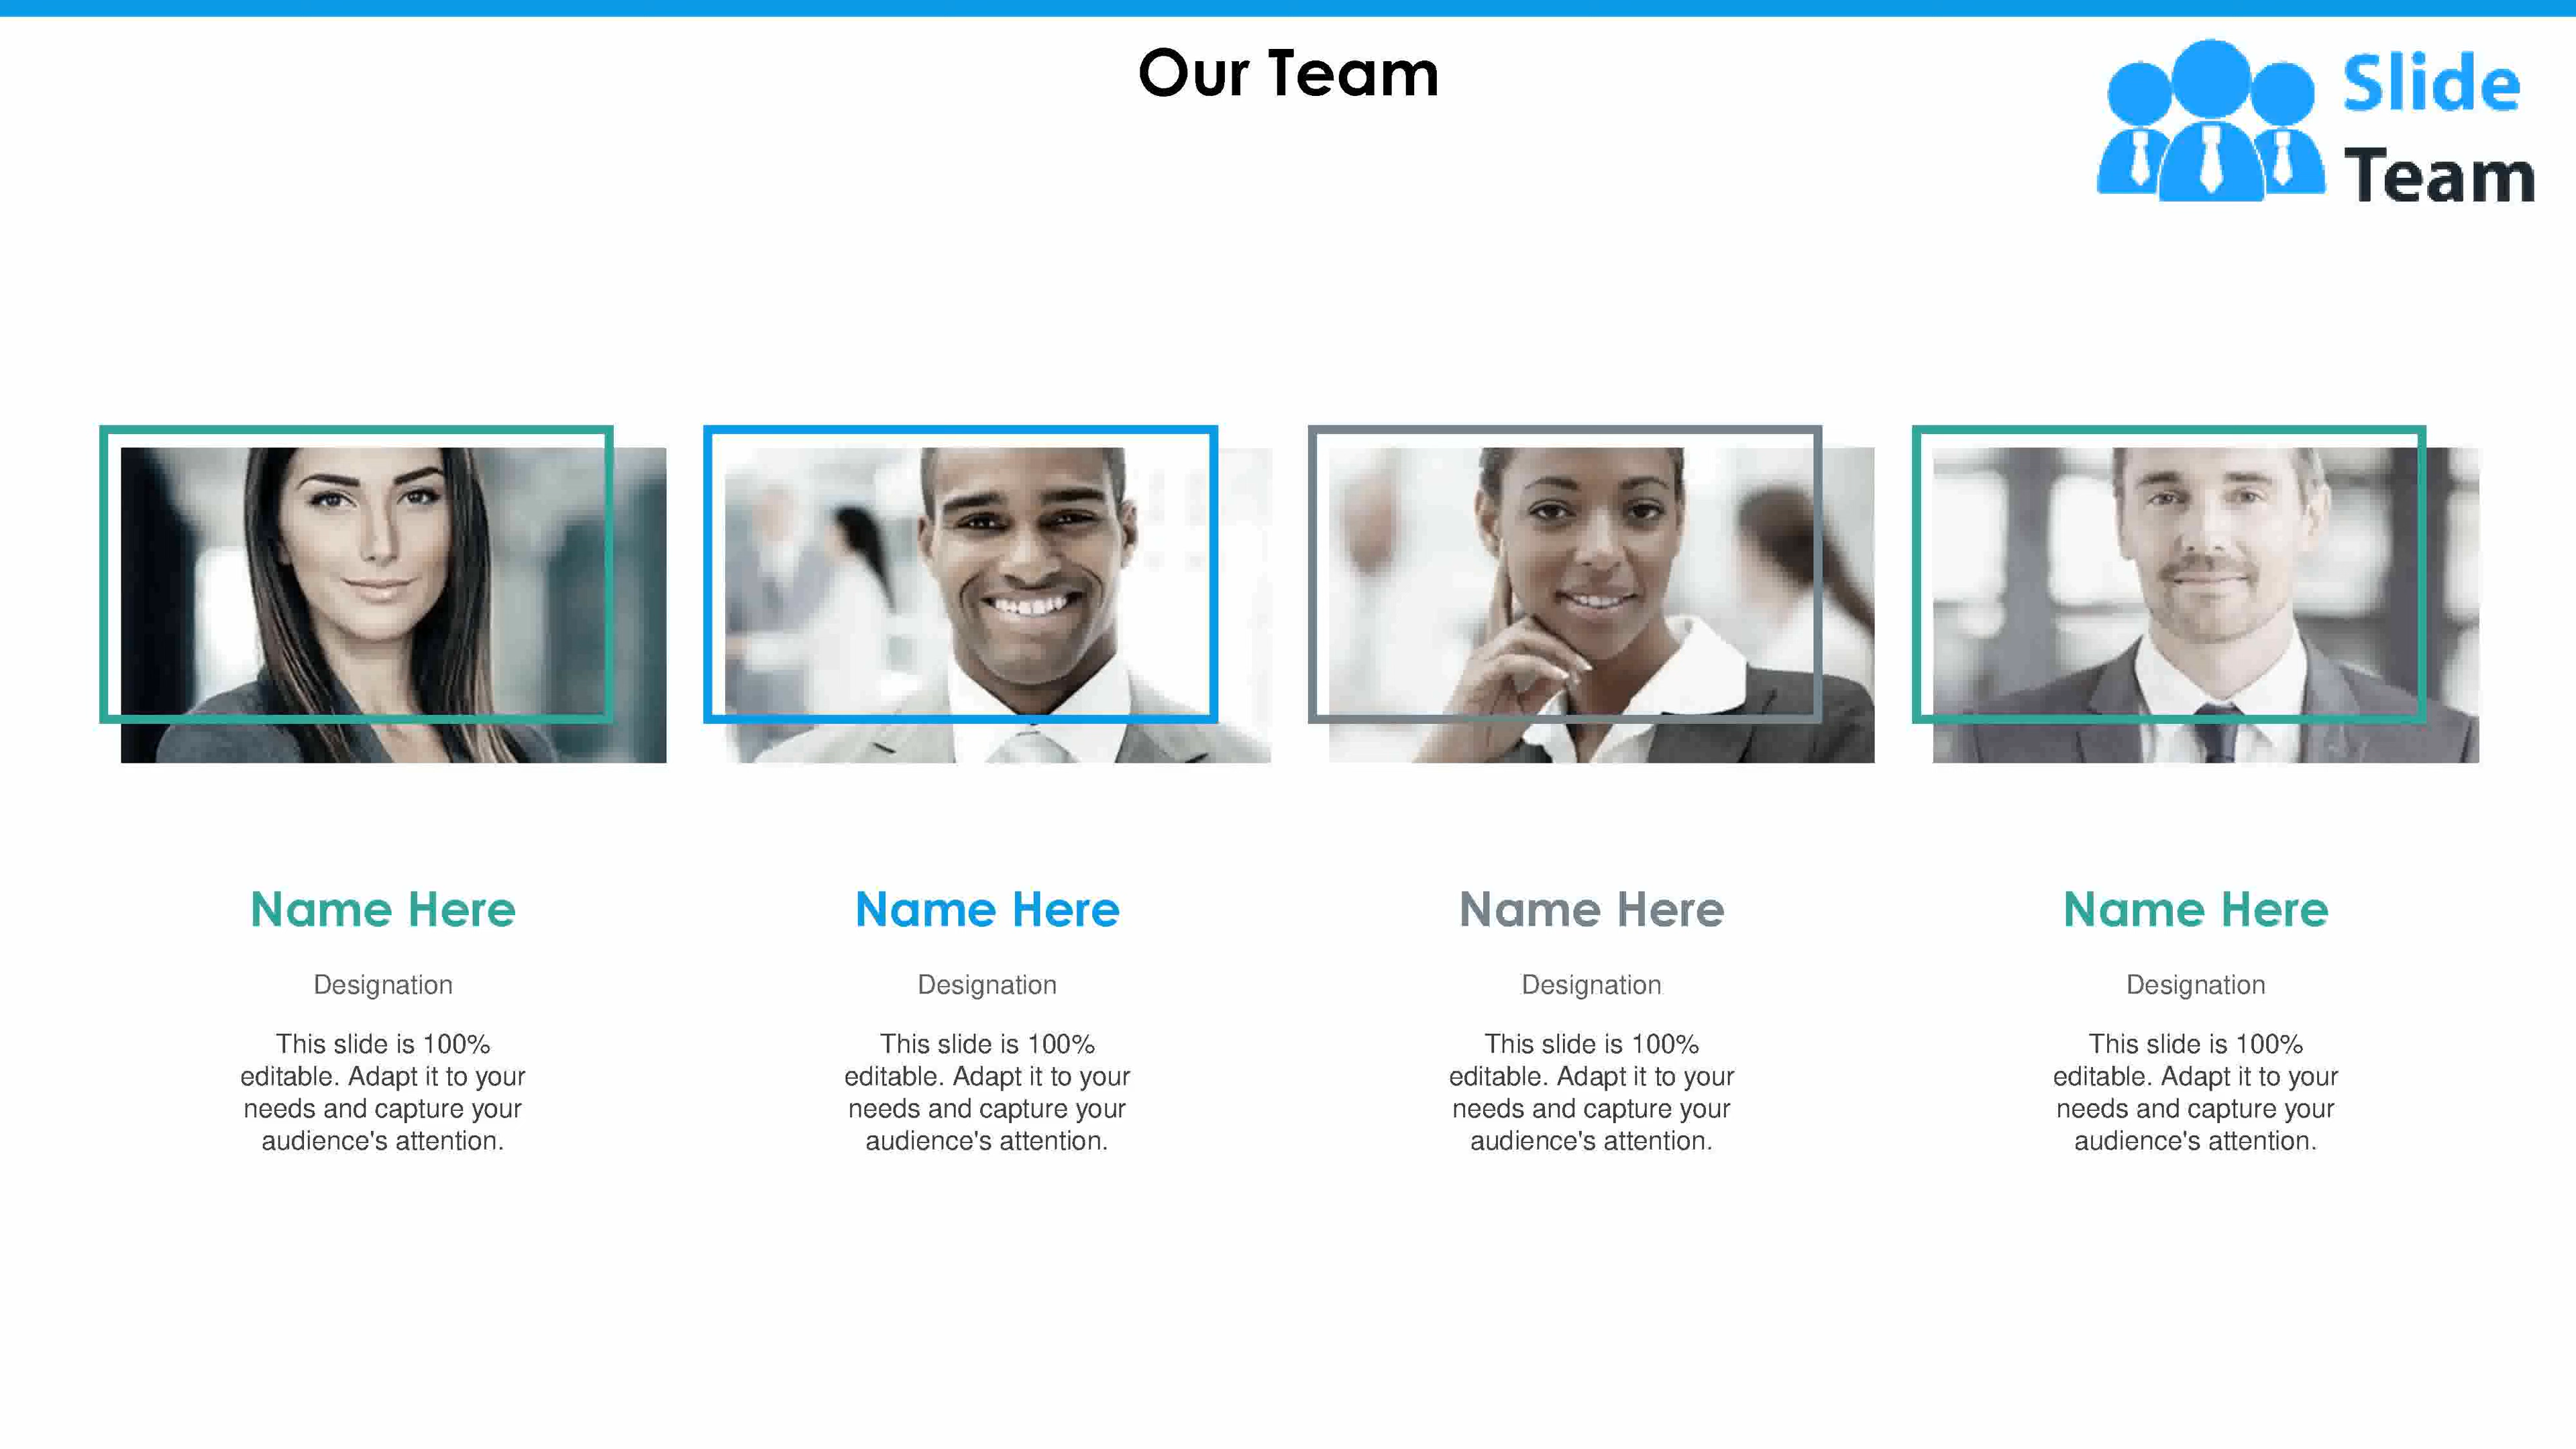 Our Team
Slide
Team
Name Here
Designation
This slide is 100%
editable. Adapt it to your
needs and capture your
audience's attention.
Name Here
Designation
This slide is 100%
editable. Adapt it to your
needs and capture your
audience's attention.
Name Here
Designation
This slide is 100%
editable. Adapt it to your
needs and capture your
audience's attention.
Name Here
Designation
This slide is 100%
editable. Adapt it to your
needs and capture your
audience's attention.